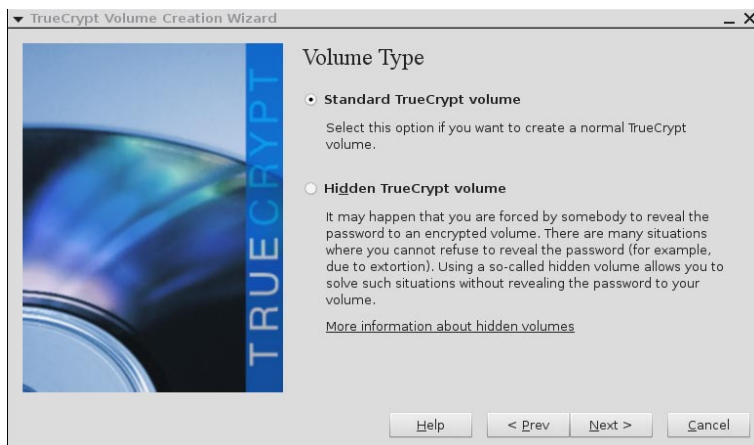 TrueCrypt Volume Creation Wizard
TRUECRYPT
Volume Type
Standard TrueCrypt volume
Select this option if you want to create a normal TrueCrypt
volume.
Hidden TrueCrypt volume
It may happen that you are forced by somebody to reveal the
password to an encrypted volume. There are many situations
where you cannot refuse to reveal the password (for example,
due to extortion). Using a so-called hidden volume allows you to
solve such situations without revealing the password to your
volume.
More information about hidden volumes
Help
< Prev
Next >
Cancel